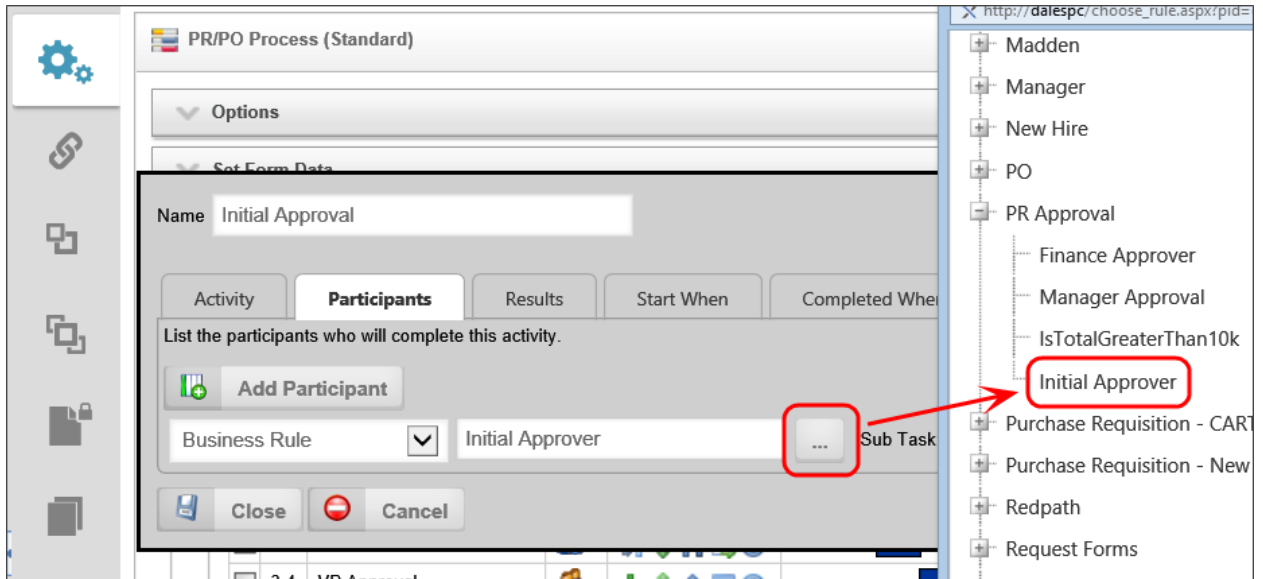 http://dalespc/choose_rule.aspx?pid=
PR/PO Process (Standard)
Options
Set Form Data
Name Initial Approval
Activity Participants Results Start When Completed When
List the participants who will complete this activity.
Add Participant
Business Rule Initial Approver ... Sub Task
Close Cancel
3.4 VP Approval
Madden
Manager
New Hire
PO
PR Approval
Finance Approver
Manager Approval
IsTotalGreaterThan10k
Initial Approver
Purchase Requisition - CART
Purchase Requisition - New
Redpath
Request Forms